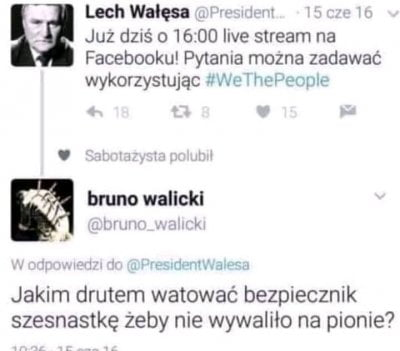 Lech Wałęsa @President... · 15 cze 16
Już dziś o 16:00 live stream na
Facebooku! Pytania można zadawać
wykorzystując #WeThePeople
18 8 15
Sabotażysta polubił
bruno walicki
@bruno_walicki
W odpowiedzi do @PresidentWalesa
Jakim drutem watować bezpiecznik
szesnastkę żeby nie wywaliło na pionie?
10:36 · 15 cze 16